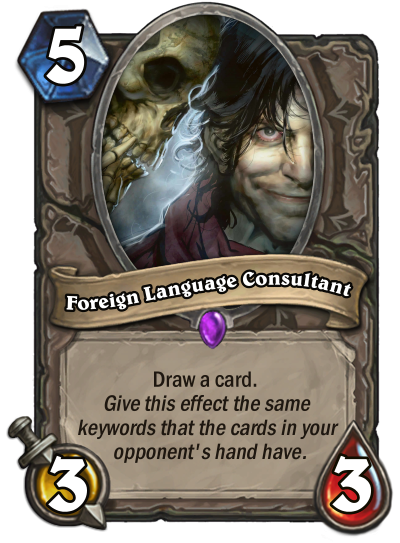 5
Foreign Language Consultant
Draw a card.
Give this effect the same
keywords that the cards in your
opponent's hand have.
3
3